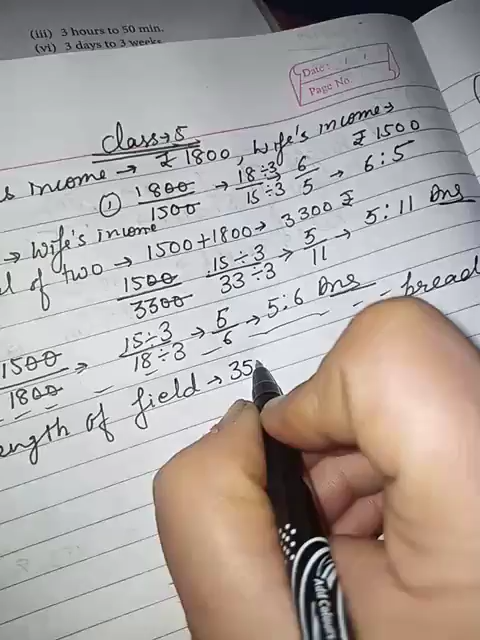 (iii) 3 hours to 50 min.
(vi) 3 days to 3 weeks.
Date: / /
Page No.
Class→5
s income → ₹ 1800, Wife's income →
₹ 1500
① 1800/1500 → 18÷3/15÷3 6/5 → 6:5
→ Wife's income
of two → 1500+1800→ 3300 ₹
1500/3300 15÷3/33÷3 → 5/11 → 5:11 Ans
1500/1800 → 15÷3/18÷3 → 5/6 → 5:6 Ans
ength of field → 35
Add Colours